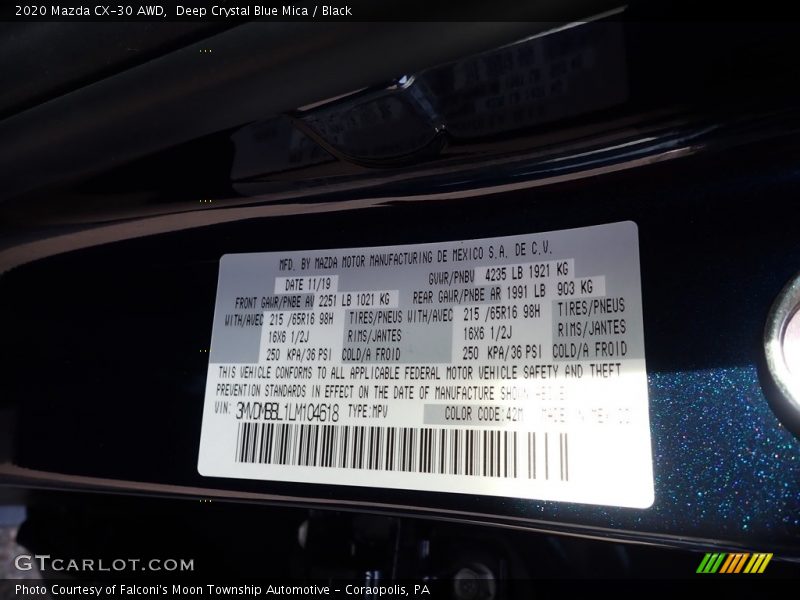 2020 Mazda CX-30 AWD,  Deep Crystal Blue Mica / Black
MFD. BY MAZDA MOTOR MANUFACTURING DE MEXICO S.A. DE C.V.
DATE 11/19 GVWR/PNBV 4235 LB 1921 KG
FRONT GAWR/PNBE AV 2251 LB 1021 KG REAR GAWR/PNBE AR 1991 LB 903 KG
WITH/AVEC 215 /65R16 98H TIRES/PNEUS WITH/AVEC 215 /65R16 98H TIRES/PNEUS
16X6 1/2J RIMS/JANTES 16X6 1/2J RIMS/JANTES
250 KPA/36 PSI COLD/A FROID 250 KPA/36 PSI COLD/A FROID
THIS VEHICLE CONFORMS TO ALL APPLICABLE FEDERAL MOTOR VEHICLE SAFETY AND THEFT
PREVENTION STANDARDS IN EFFECT ON THE DATE OF MANUFACTURE SHOWN HERE
VIN: 3MVDMBBL1LM104618 TYPE:MPV COLOR CODE:42M MADE IN MEXICO
GTCARLOT.COM
Photo Courtesy of Falconi's Moon Township Automotive - Coraopolis, PA